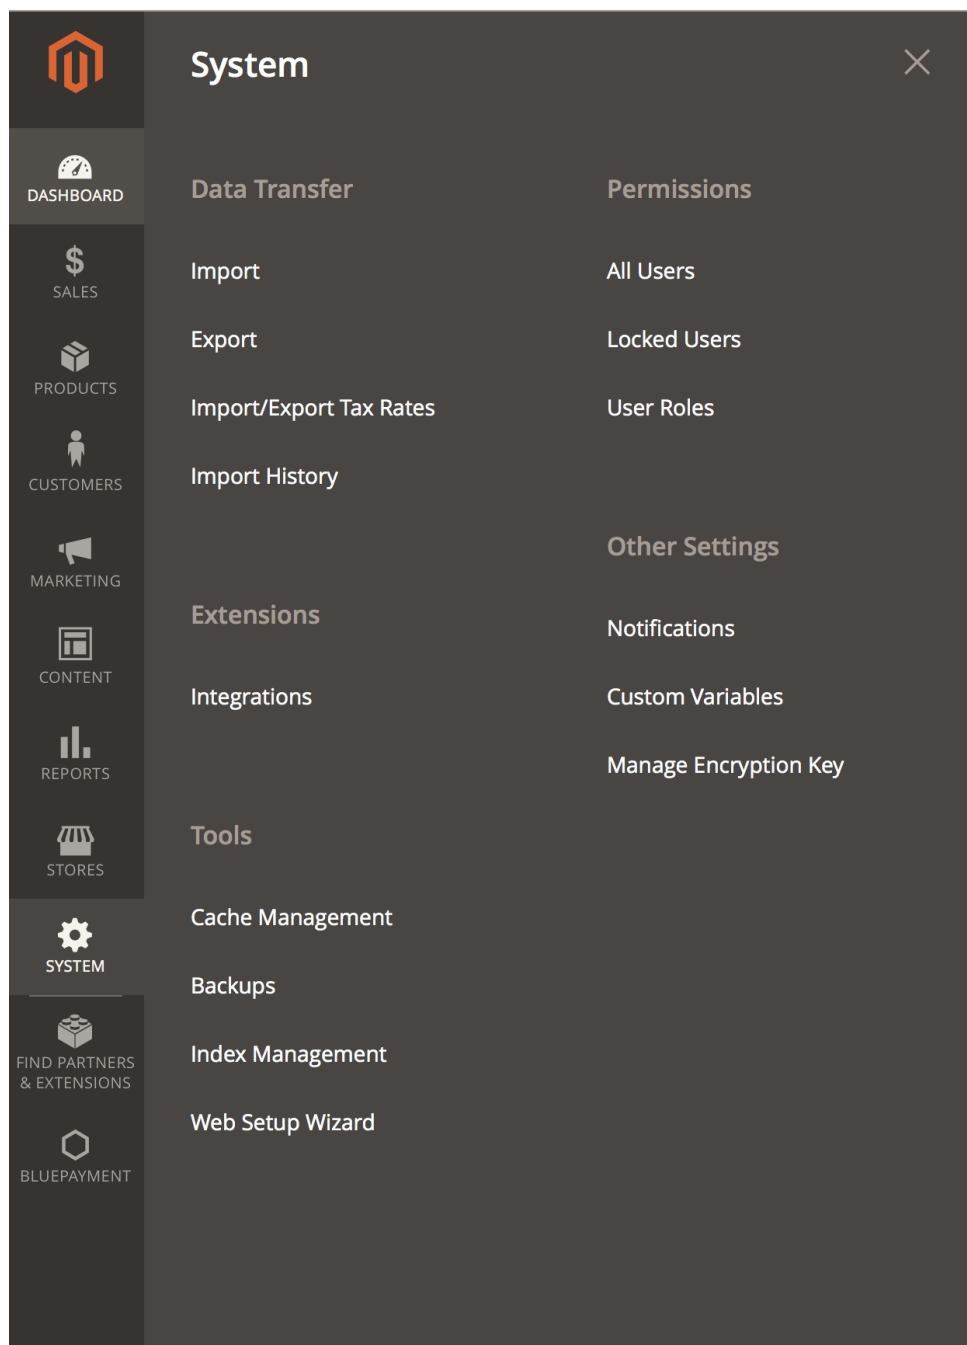 System
DASHBOARD
SALES
PRODUCTS
CUSTOMERS
MARKETING
CONTENT
REPORTS
STORES
SYSTEM
FIND PARTNERS
& EXTENSIONS
BLUEPAYMENT
Data Transfer
Import
Export
Import/Export Tax Rates
Import History
Extensions
Integrations
Tools
Cache Management
Backups
Index Management
Web Setup Wizard
Permissions
All Users
Locked Users
User Roles
Other Settings
Notifications
Custom Variables
Manage Encryption Key